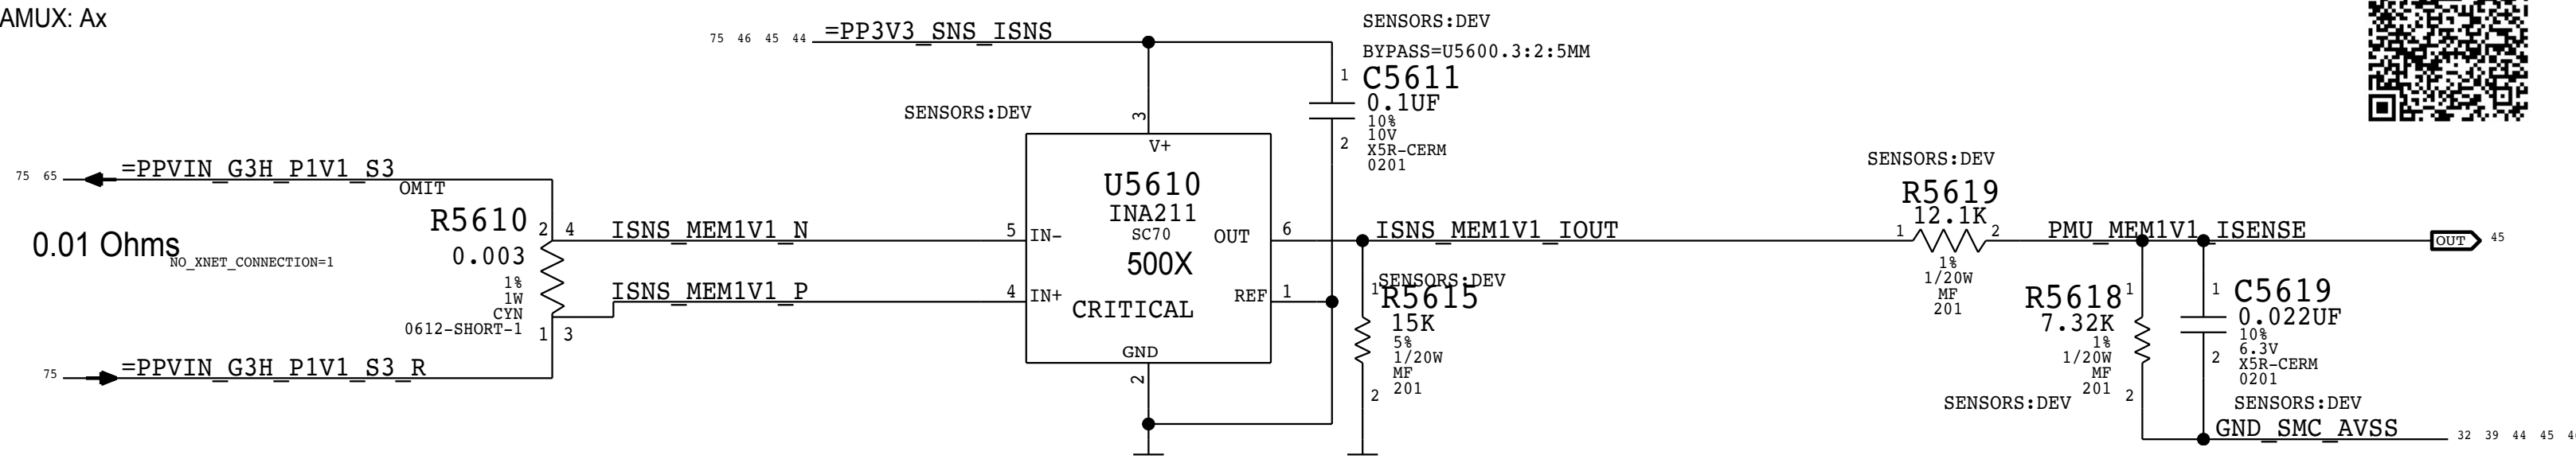 AMUX: Ax
75 46 45 44 =PP3V3_SNS_ISNS
SENSORS:DEV
BYPASS=U5600.3:2:5MM
1
C5611
0.1UF
10%
10V
X5R-CERM
0201
2
SENSORS:DEV
3
V+
U5610
INA211
SC70
500X
CRITICAL
5 IN-
4 IN+
OUT 6
REF 1
GND
2
75 65 =PPVIN_G3H_P1V1_S3
OMIT
R5610
0.003
1%
1W
CYN
0612-SHORT-1
2 4
1 3
0.01 Ohms
NO_XNET_CONNECTION=1
ISNS_MEM1V1_N
ISNS_MEM1V1_P
75 =PPVIN_G3H_P1V1_S3_R
ISNS_MEM1V1_IOUT
SENSORS:DEV
1
R5615
15K
5%
1/20W
MF
201
2
SENSORS:DEV
R5619
12.1K
1 2
1%
1/20W
MF
201
PMU_MEM1V1_ISENSE
OUT 45
R5618
1
7.32K
1%
1/20W
MF
201
2
SENSORS:DEV
1
C5619
0.022UF
10%
6.3V
X5R-CERM
0201
2
SENSORS:DEV
GND_SMC_AVSS
32 39 44 45